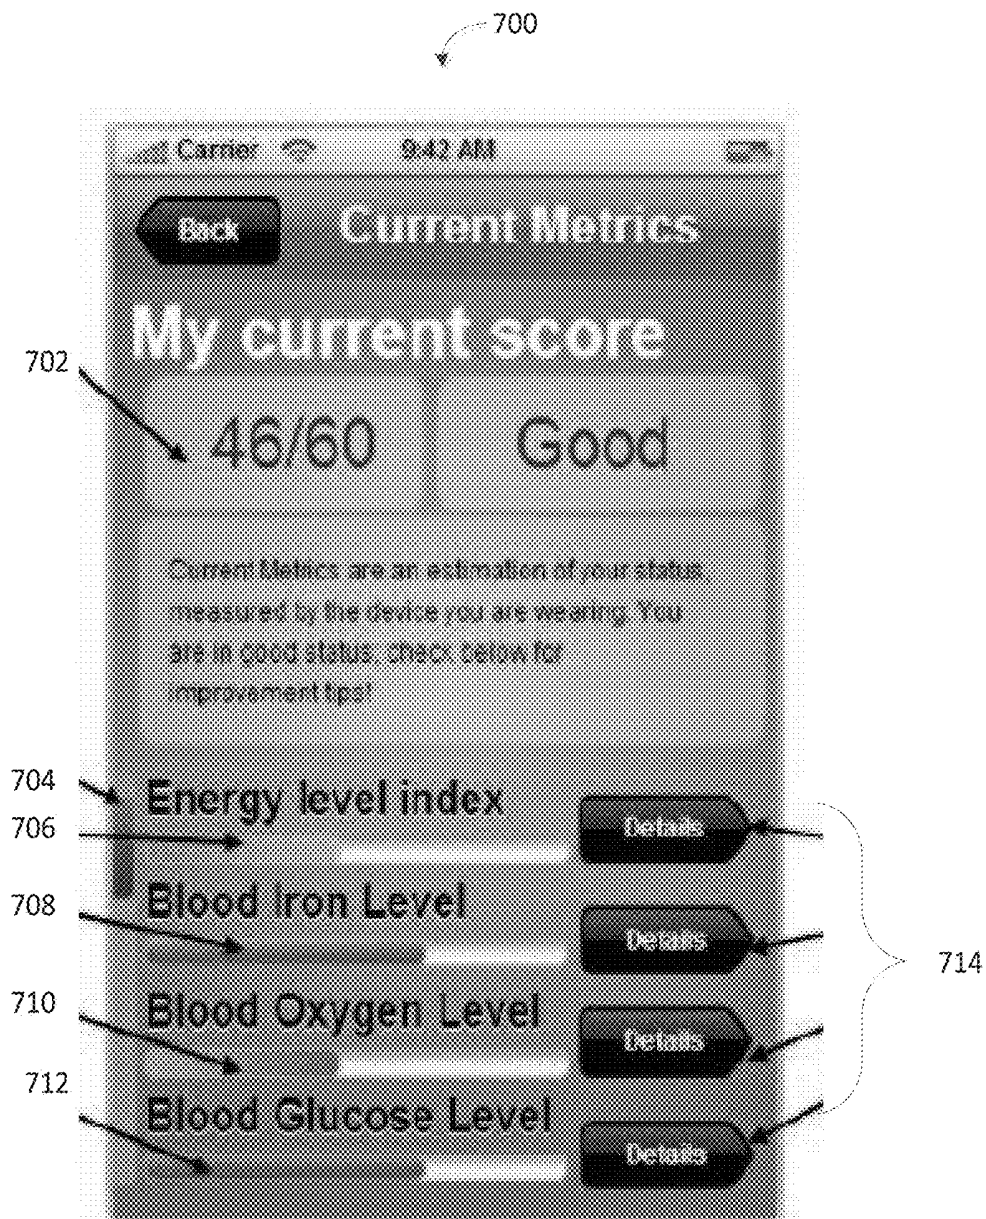 700
Carrier 9:42 AM
Back Current Metrics
My current score
702
46/60 Good
Current Metrics are an estimation of your status,
measured by the device you are wearing. You
are in good status, check below for
improvement tips!
704
Energy level index
Details
706
708
Blood Iron Level
Details
714
710
Blood Oxygen Level
Details
712
Blood Glucose Level
Details